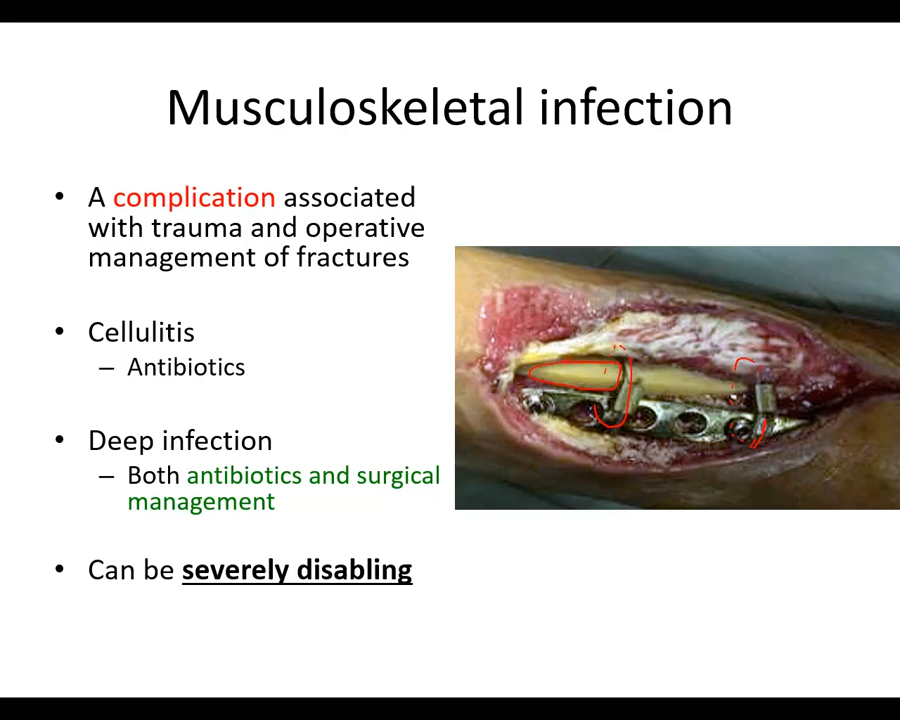 Musculoskeletal infection
• A complication associated
with trauma and operative
management of fractures
• Cellulitis
– Antibiotics
• Deep infection
– Both antibiotics and surgical
management
• Can be severely disabling